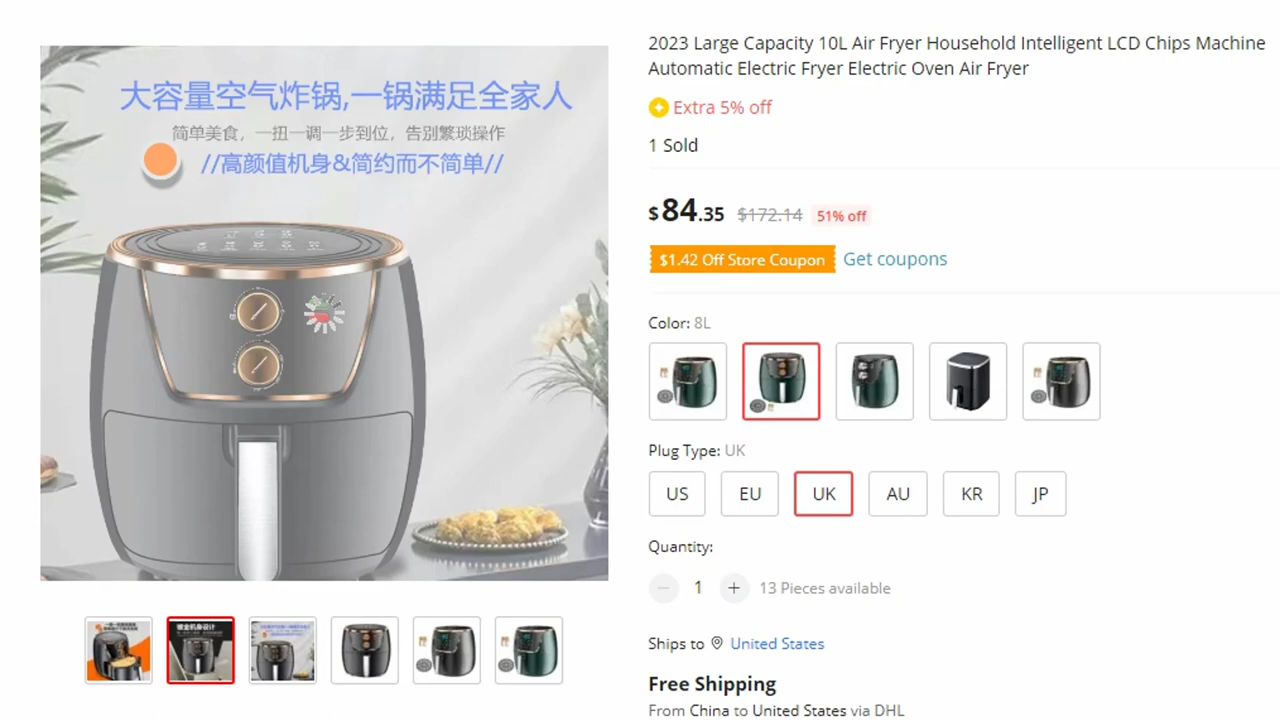 大容量空气炸锅,一锅满足全家人
简单美食，一扭一调一步到位，告别繁琐操作
//高颜值机身&简约而不简单//
2023 Large Capacity 10L Air Fryer Household Intelligent LCD Chips Machine
Automatic Electric Fryer Electric Oven Air Fryer
Extra 5% off
1 Sold
$84.35 $172.14 51% off
$1.42 Off Store Coupon Get coupons
Color: 8L
Plug Type: UK
US EU UK AU KR JP
Quantity:
1 + 13 Pieces available
Ships to United States
Free Shipping
From China to United States via DHL